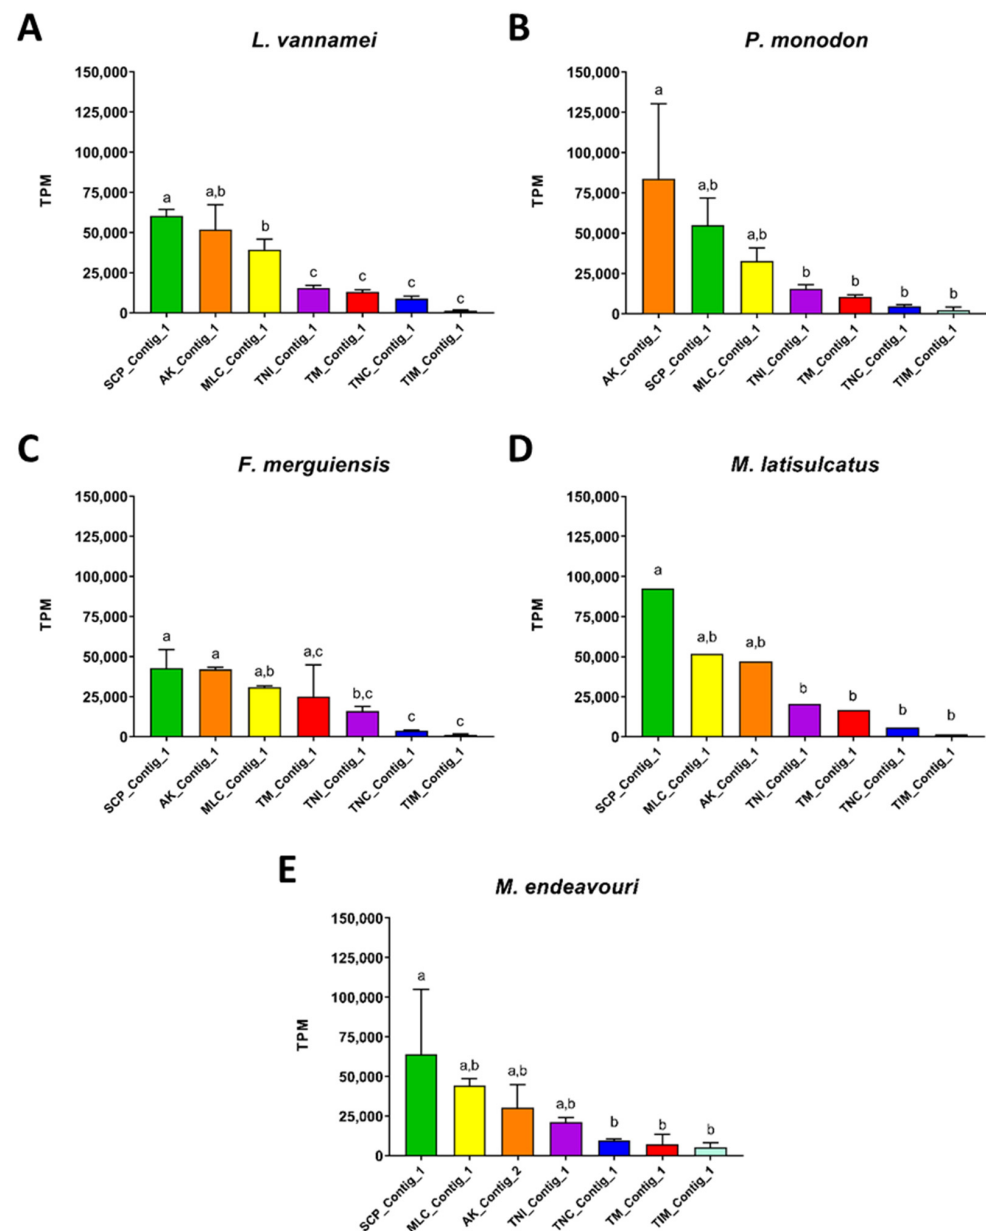 A
L. vannamei
TPM
150,000
125,000
100,000
75,000
50,000
25,000
0
a
a,b
b
c
c
c
c
SCP_Contig_1
AK_Contig_1
MLC_Contig_1
TNI_Contig_1
TM_Contig_1
TNC_Contig_1
TIM_Contig_1
B
P. monodon
TPM
150,000
125,000
100,000
75,000
50,000
25,000
0
a
a,b
a,b
b
b
b
b
AK_Contig_1
SCP_Contig_1
MLC_Contig_1
TNI_Contig_1
TM_Contig_1
TNC_Contig_1
TIM_Contig_1
C
F. merguiensis
TPM
150,000
125,000
100,000
75,000
50,000
25,000
0
a
a
a,b
a,c
b,c
c
c
SCP_Contig_1
AK_Contig_1
MLC_Contig_1
TM_Contig_1
TNI_Contig_1
TNC_Contig_1
TIM_Contig_1
D
M. latisulcatus
TPM
150,000
125,000
100,000
75,000
50,000
25,000
0
a
a,b
a,b
b
b
b
b
SCP_Contig_1
MLC_Contig_1
AK_Contig_1
TNI_Contig_1
TM_Contig_1
TNC_Contig_1
TIM_Contig_1
E
M. endeavouri
TPM
150,000
125,000
100,000
75,000
50,000
25,000
0
a
a,b
a,b
a,b
b
b
b
SCP_Contig_1
MLC_Contig_1
AK_Contig_2
TNI_Contig_1
TNC_Contig_1
TM_Contig_1
TIM_Contig_1